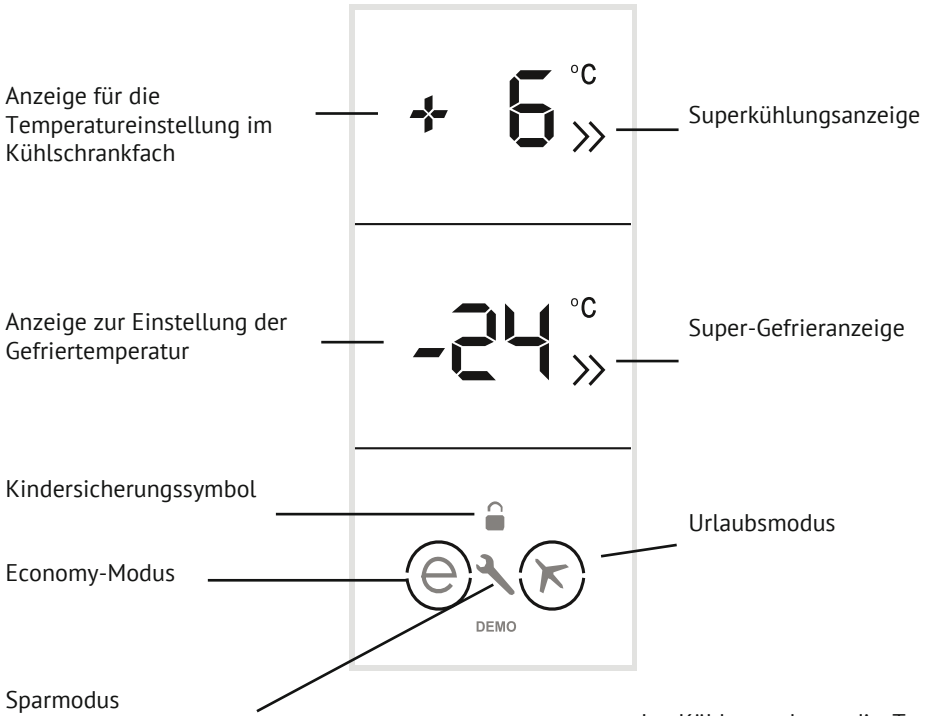 Anzeige für die
Temperatureinstellung im
Kühlschrankfach
+ 6 °C
Superkühlungsanzeige
Anzeige zur Einstellung der
Gefriertemperatur
-24 °C
Super-Gefrieranzeige
Kindersicherungssymbol
Urlaubsmodus
Economy-Modus
e
DEMO
Sparmodus